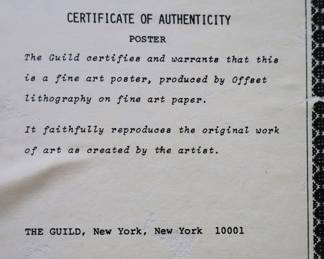 CERTIFICATE OF AUTHENTICITY
POSTER
The Guild certifies and warrants that this
is a fine art poster, produced by Offset
lithography on fine art paper.
It faithfully reproduces the original work
of art as created by the artist.
THE GUILD, New York, New York 10001